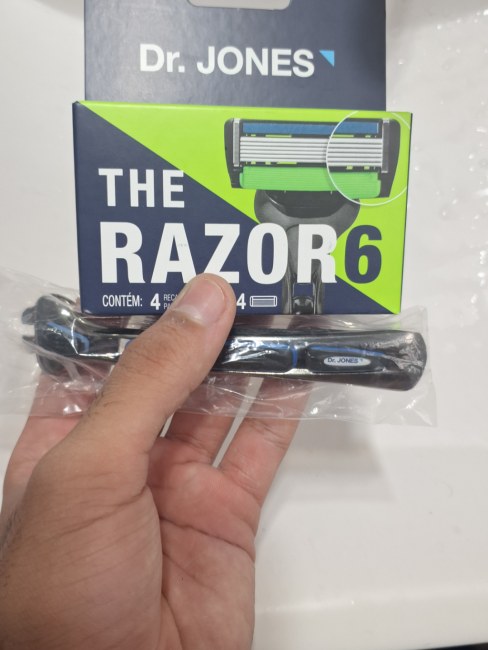 Dr. JONES
THE
RAZOR6
CONTÉM: 4 4
Dr. JONES